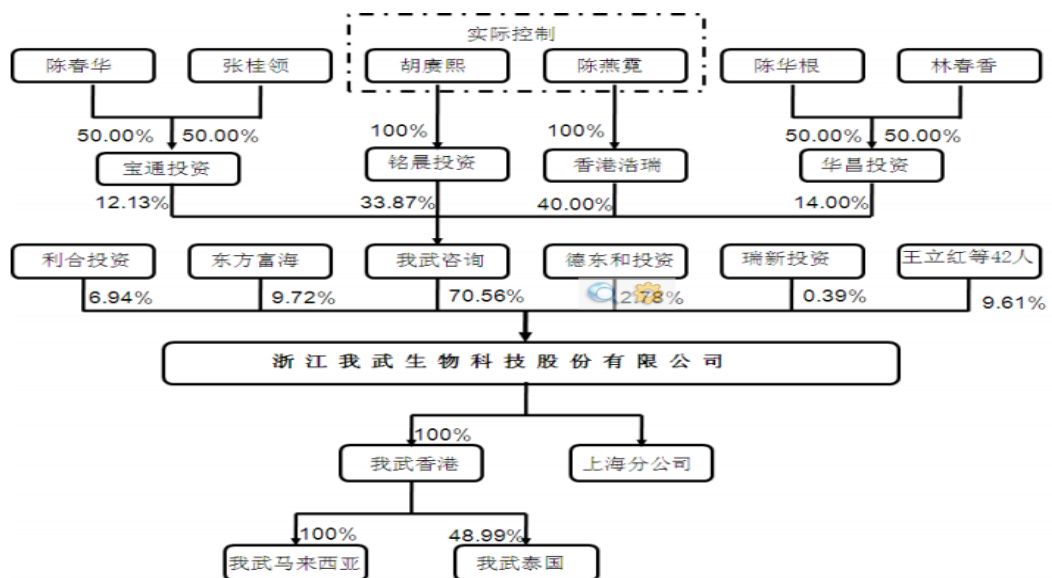 实际控制
陈春华
张桂领
胡赓熙
陈燕霓
陈华根
林春香
50.00%
50.00%
100%
100%
50.00%
50.00%
宝通投资
铭晨投资
香港浩瑞
华昌投资
12.13%
33.87%
40.00%
14.00%
利合投资
东方富海
我武咨询
德东和投资
瑞新投资
王立红等42人
6.94%
9.72%
70.56%
2.78%
0.39%
9.61%
浙江我武生物科技股份有限公司
100%
我武香港
上海分公司
100%
48.99%
我武马来西亚
我武泰国